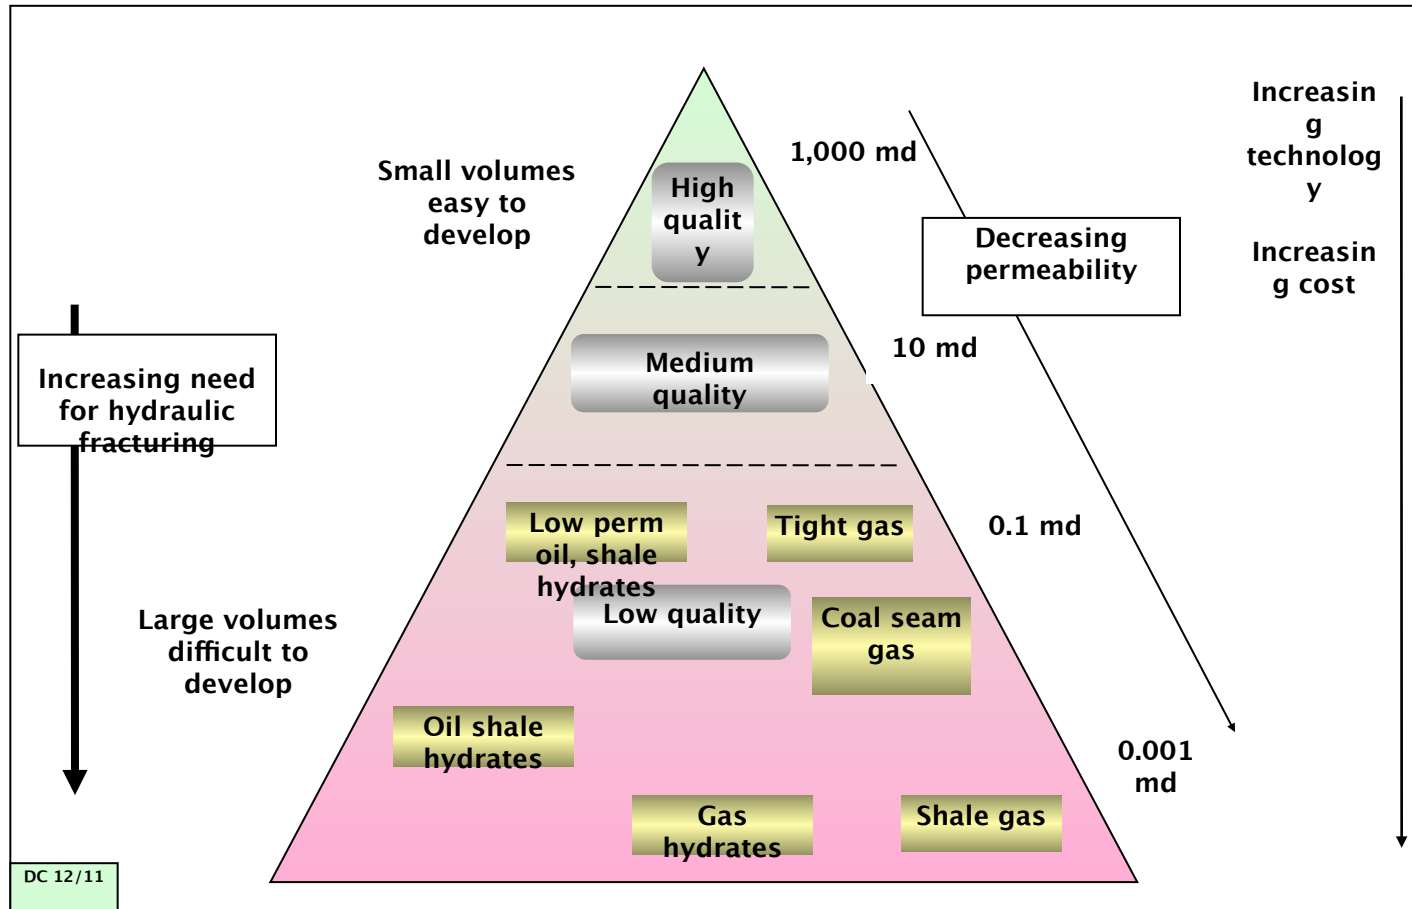 Small volumes
easy to
develop
High
qualit
y
1,000 md
Increasin
g
technolog
y
Increasin
g cost
Decreasing
permeability
Increasing need
for hydraulic
fracturing
Medium
quality
10 md
Low perm
oil, shale
hydrates
Tight gas
0.1 md
Large volumes
difficult to
develop
Low quality
Coal seam
gas
Oil shale
hydrates
0.001
md
Gas
hydrates
Shale gas
DC 12/11